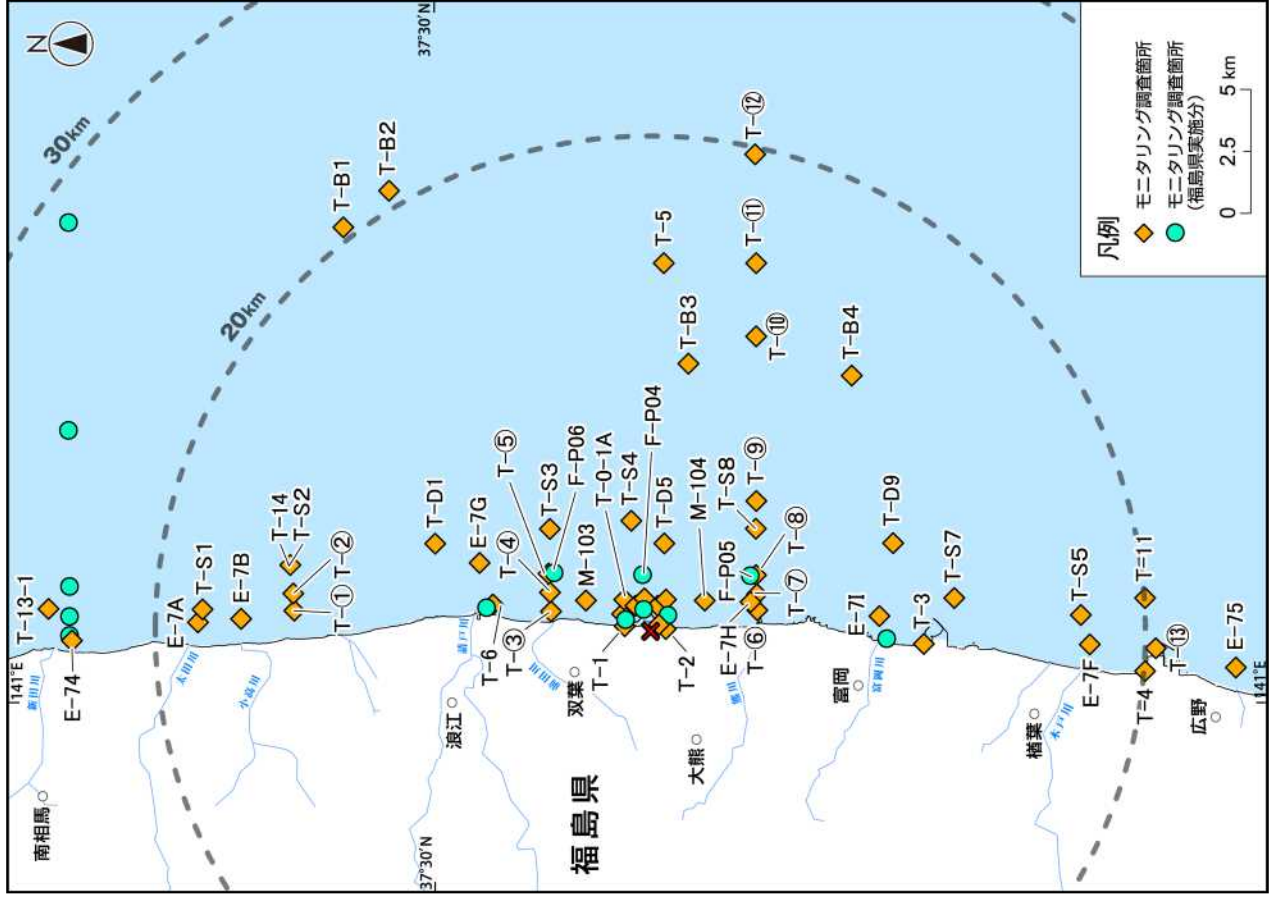 141°E
N
30km
20km
37°30′N
37°30′N
南相馬
新田川
T-13-1
E-74
太田川
E-7A
T-S1
小高川
E-7B
T-14
T-S2
T-①
T-②
T-B1
T-B2
T-D1
E-7G
浪江
請戸川
T-6
T-③
T-④
T-⑤
T-S3
F-P06
前田川
双葉
M-103
T-0-1A
T-1
T-S4
F-P04
T-5
T-B3
T-2
T-D5
福島県
大熊
M-104
熊川
E-7H
F-P05
T-S8
T-⑥
T-⑦
T-⑧
T-⑨
T-⑩
T-⑪
T-⑫
T-B4
富岡
富岡川
E-7I
T-D9
T-3
T-S7
楢葉
木戸川
T-S5
E-7F
T-11
T-4
T-⑬
広野
E-75
141°E
凡例
モニタリング調査箇所
モニタリング調査箇所
(福島県実施分)
0 2.5 5 km